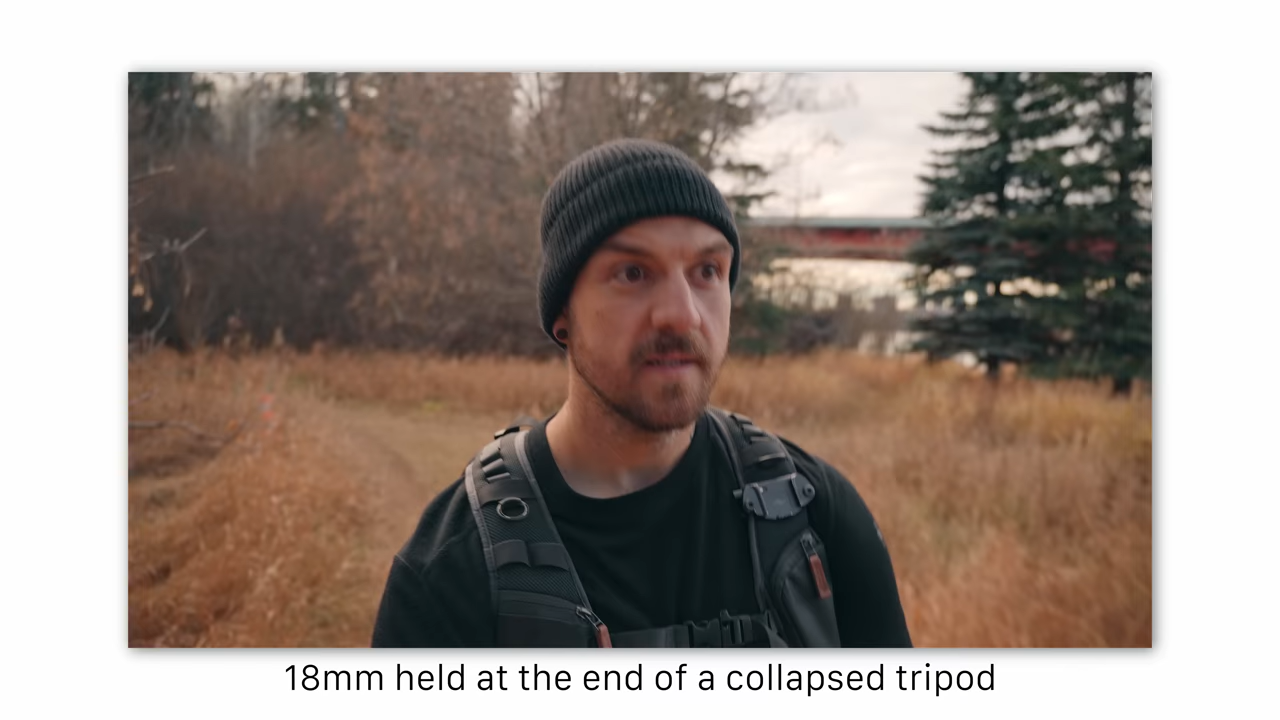 18mm held at the end of a collapsed tripod